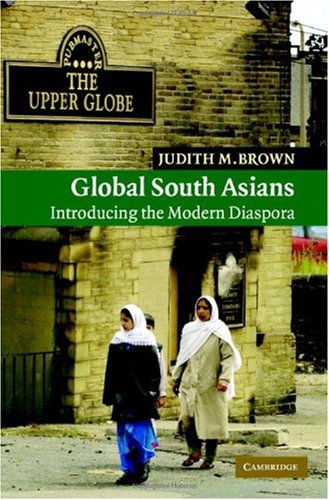 PUBMASTER
THE
UPPER GLOBE
JUDITH M. BROWN
Global South Asians
Introducing the Modern Diaspora
CAMBRIDGE